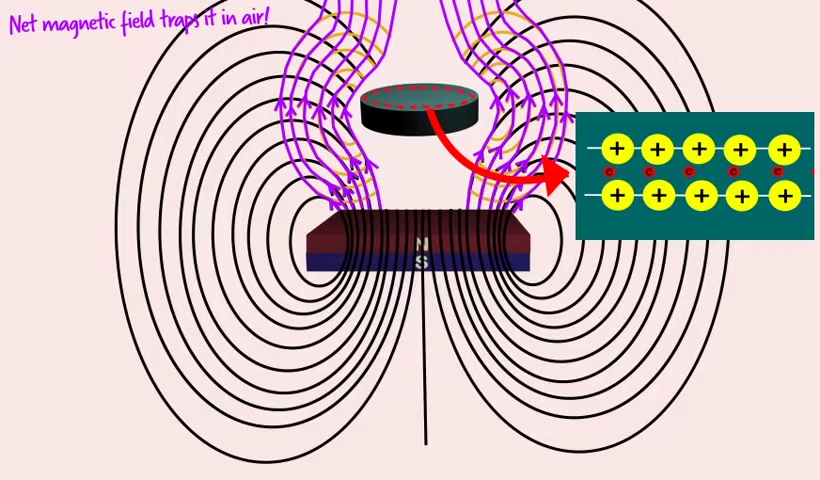 Net magnetic field traps it in air!
+ + + + +
e e e e e
+ + + + +
N
S